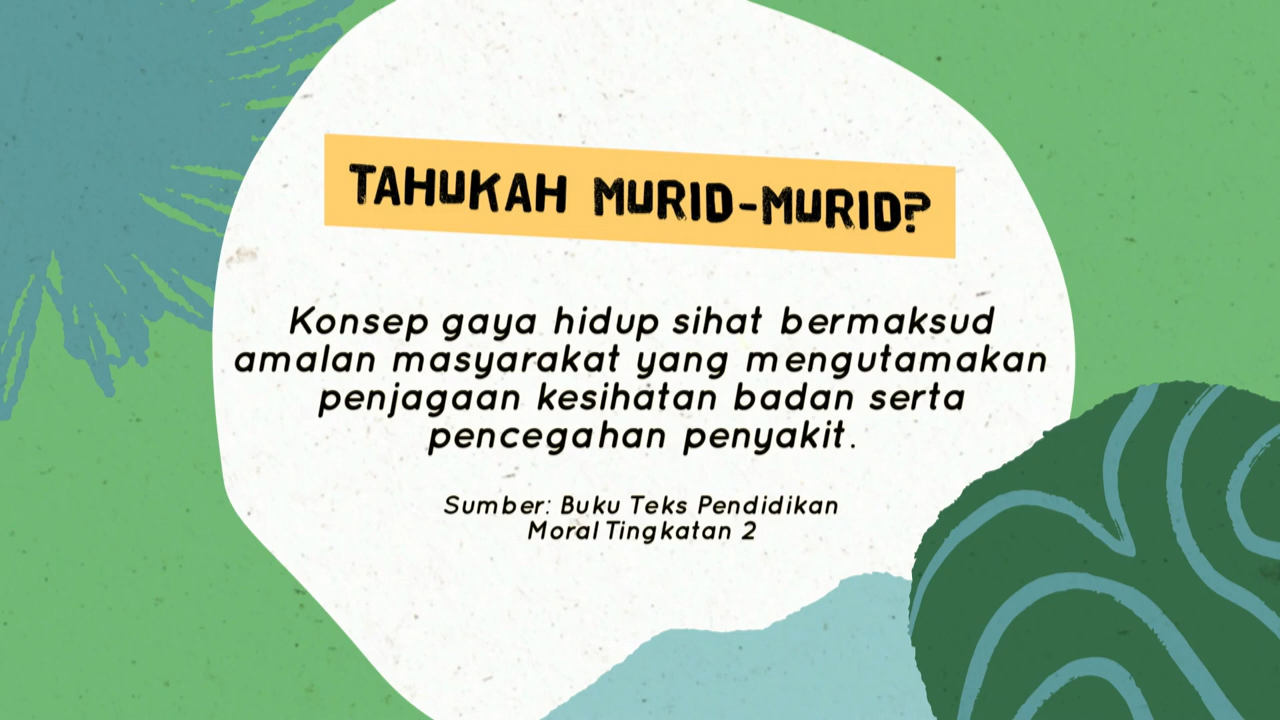 TAHUKAH MURID-MURID?
Konsep gaya hidup sihat bermaksud
amalan masyarakat yang mengutamakan
penjagaan kesihatan badan serta
pencegahan penyakit.
Sumber: Buku Teks Pendidikan
Moral Tingkatan 2